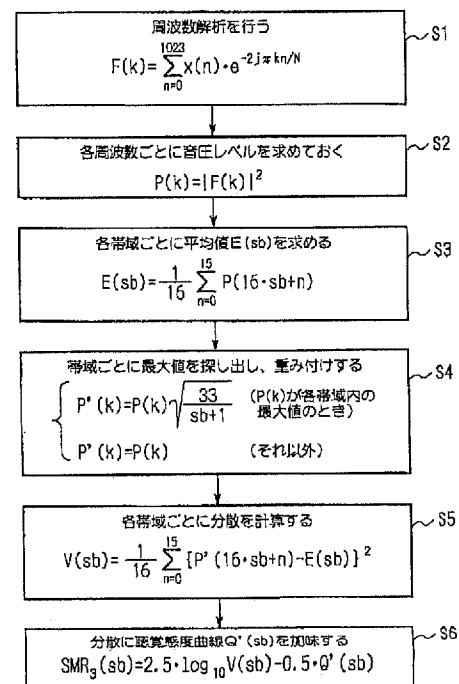 周波数解析を行う
S1
F(k)=∑_{n=0}^{1023}x(n)・e^{-2jπkn/N}
各周波数ごとに音圧レベルを求めておく
S2
P(k)=|F(k)|²
各帯域ごとに平均値E(sb)を求める
S3
E(sb)=1/16 ∑_{n=0}^{15} P(16・sb+n)
帯域ごとに最大値を探し出し、重み付けする
S4
P'(k)=P(k)√(33/(sb+1)) (P(k)が各帯域内の
最大値のとき)
P'(k)=P(k) (それ以外)
各帯域ごとに分散を計算する
S5
V(sb)=1/16 ∑_{n=0}^{15} {P'(16・sb+n)-E(sb)}²
分散に聴覚感度曲線Q'(sb)を加味する
S6
SMR₃(sb)=2.5・log₁₀V(sb)-0.5・Q'(sb)